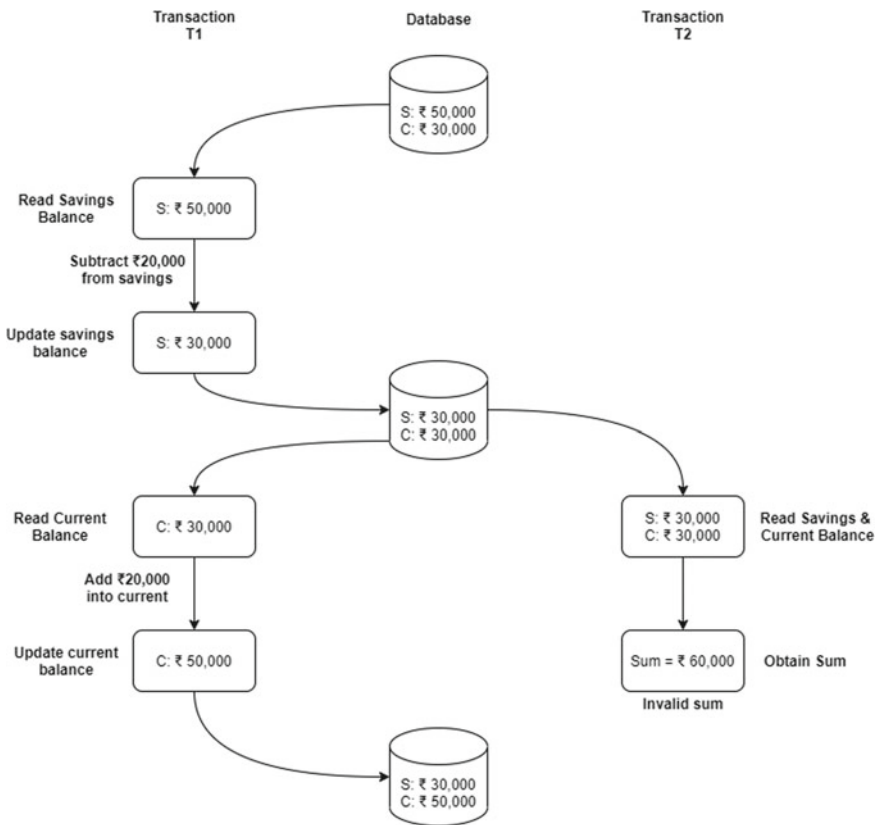 Transaction
T1
Database
Transaction
T2
S: ₹ 50,000
C: ₹ 30,000
Read Savings
Balance
S: ₹ 50,000
Subtract ₹20,000
from savings
Update savings
balance
S: ₹ 30,000
S: ₹ 30,000
C: ₹ 30,000
Read Current
Balance
C: ₹ 30,000
S: ₹ 30,000
C: ₹ 30,000
Read Savings &
Current Balance
Add ₹20,000
into current
Update current
balance
C: ₹ 50,000
Sum = ₹ 60,000
Obtain Sum
Invalid sum
S: ₹ 30,000
C: ₹ 50,000